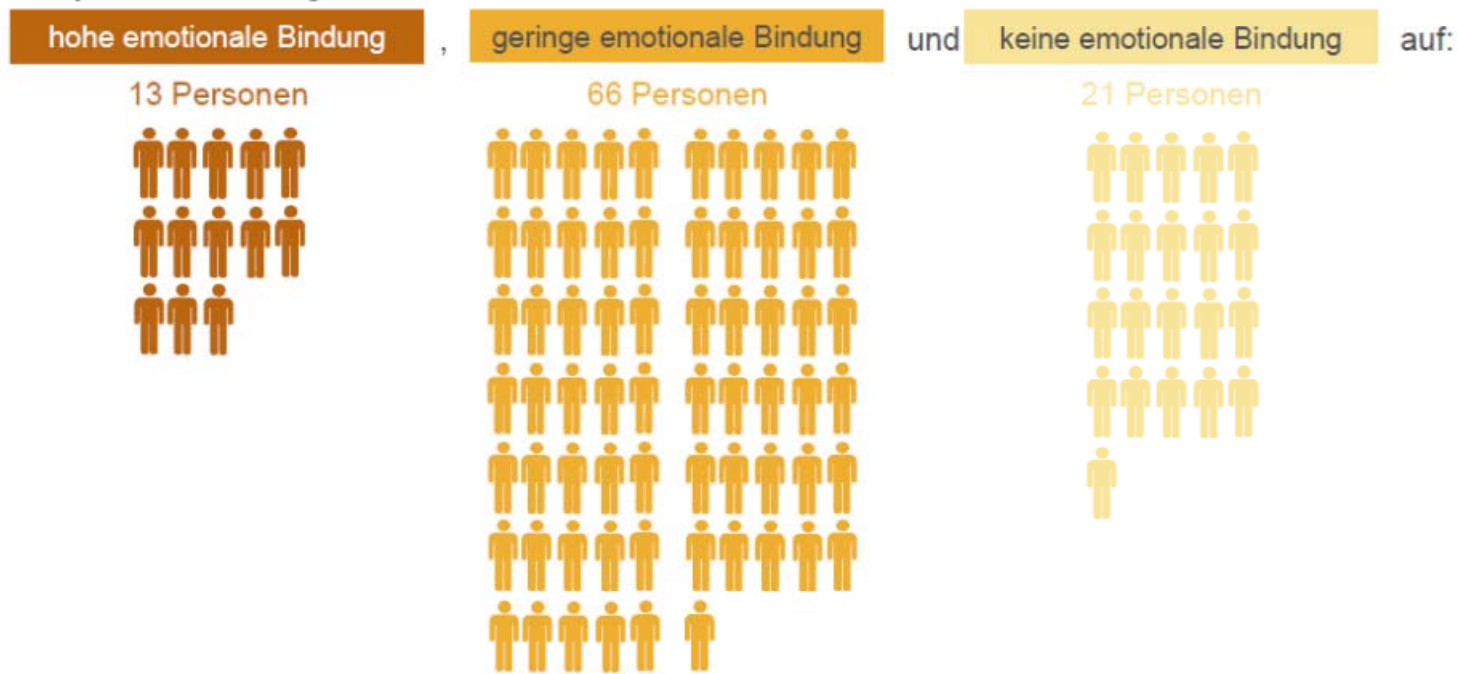 hohe emotionale Bindung , geringe emotionale Bindung und keine emotionale Bindung auf:
13 Personen 66 Personen 21 Personen